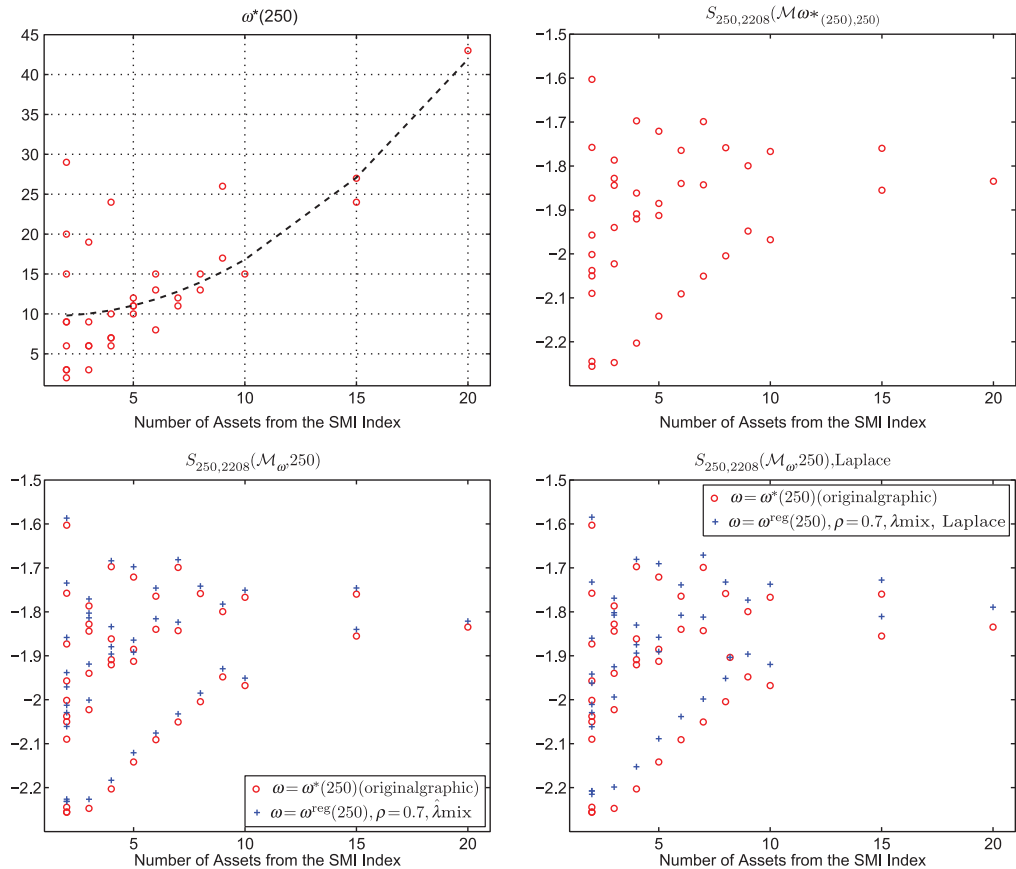 ω*(250)
45
40
35
30
25
20
15
10
5
5 10 15 20
Number of Assets from the SMI Index
S250,2208(ℳω*(250),250)
−1.5
−1.6
−1.7
−1.8
−1.9
−2
−2.1
−2.2
5 10 15 20
Number of Assets from the SMI Index
S250,2208(ℳω,250)
−1.5
−1.6
−1.7
−1.8
−1.9
−2
−2.1
−2.2
ω=ω*(250)(originalgraphic)
ω=ωreg(250),ρ=0.7,λ̂mix
5 10 15 20
Number of Assets from the SMI Index
S250,2208(ℳω,250),Laplace
−1.5
−1.6
−1.7
−1.8
−1.9
−2
−2.1
−2.2
ω=ω*(250)(originalgraphic)
ω=ωreg(250),ρ=0.7,λmix, Laplace
5 10 15 20
Number of Assets from the SMI Index